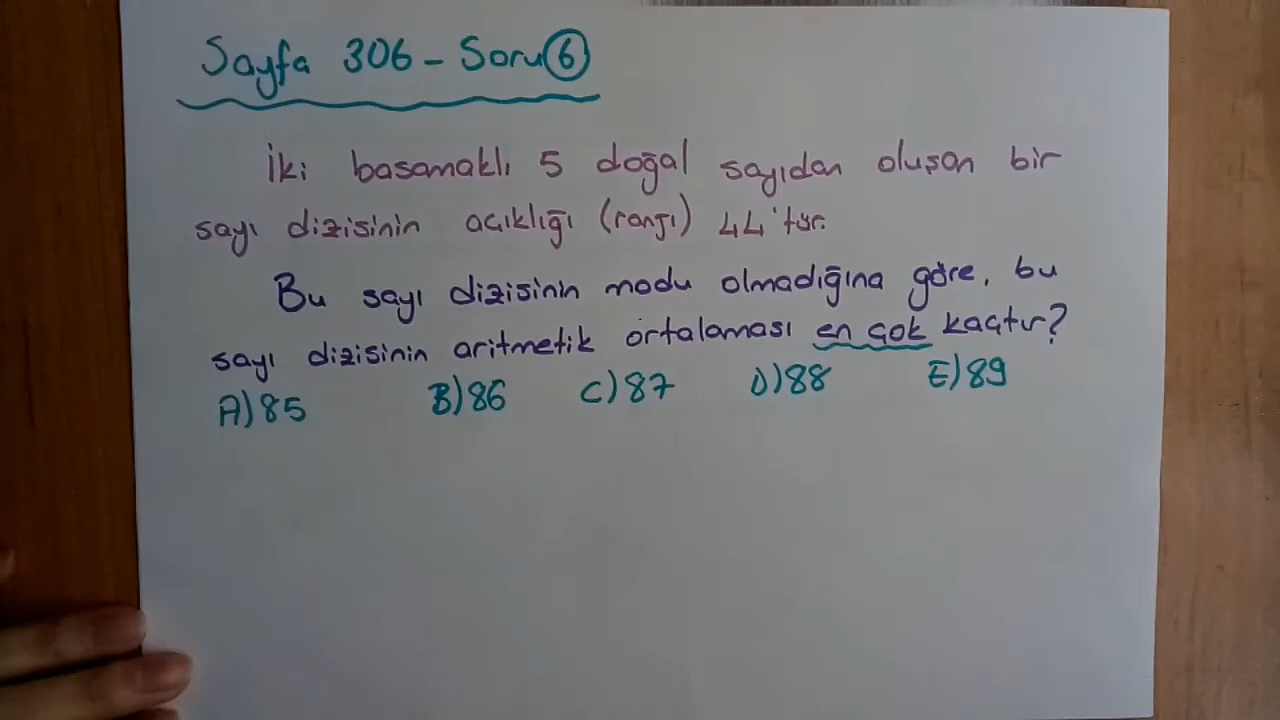 Sayfa 306 - Soru 6
İki basamaklı 5 doğal sayıdan oluşan bir
sayı dizisinin açıklığı (ranjı) 44'tür.
Bu sayı dizisinin modu olmadığına göre, bu
sayı dizisinin aritmetik ortalaması en çok kaçtır?
A) 85 B) 86 C) 87 D) 88 E) 89